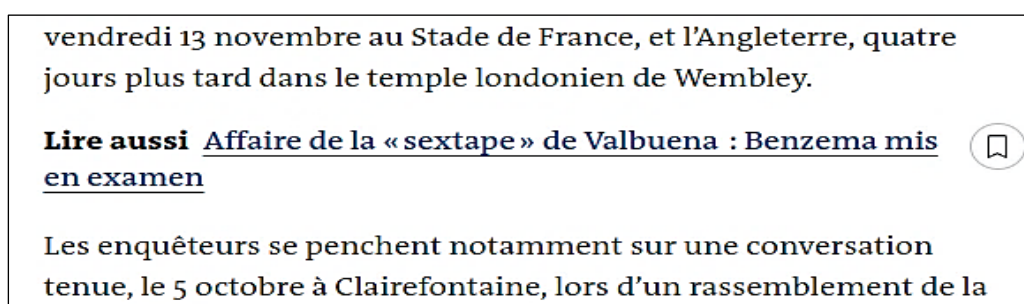 vendredi 13 novembre au Stade de France, et l’Angleterre, quatre
jours plus tard dans le temple londonien de Wembley.
Lire aussi Affaire de la « sextape » de Valbuena : Benzema mis
en examen
Les enquêteurs se penchent notamment sur une conversation
tenue, le 5 octobre à Clairefontaine, lors d’un rassemblement de la